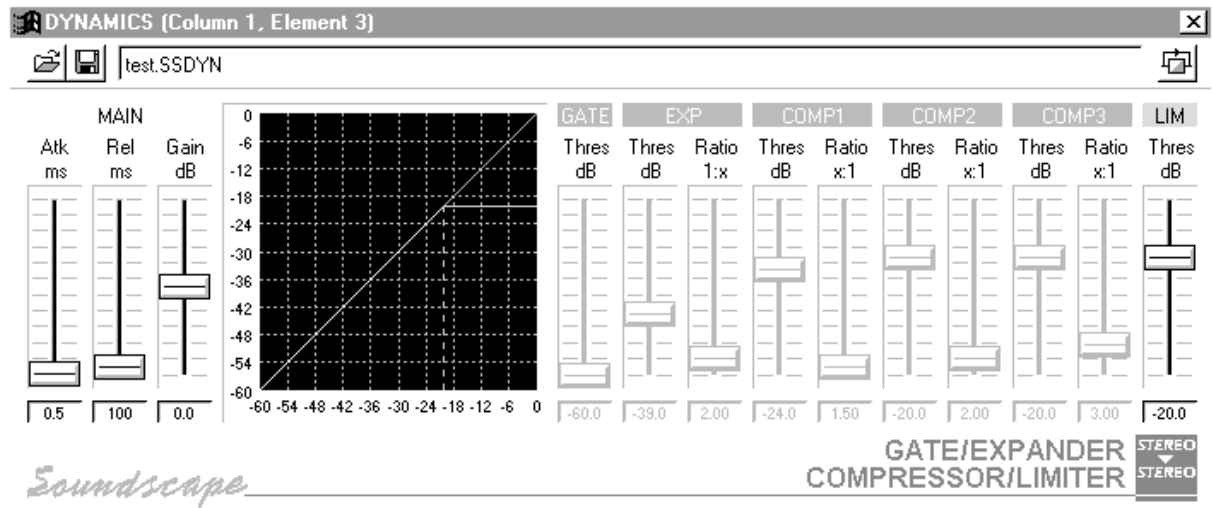 DYNAMICS (Column 1, Element 3)
test.SSDYN
MAIN
Atk Rel Gain
ms ms dB
0
-6
-12
-18
-24
-30
-36
-42
-48
-54
-60
-60 -54 -48 -42 -36 -30 -24 -18 -12 -6 0
GATE EXP COMP1 COMP2 COMP3 LIM
Thres Thres Ratio Thres Ratio Thres Ratio Thres Ratio Thres
dB dB 1:x dB x:1 dB x:1 dB x:1 dB
0.5 100 0.0
-60.0 -39.0 2.00 -24.0 1.50 -20.0 2.00 -20.0 3.00 -20.0
Soundscape
GATE/EXPANDER
COMPRESSOR/LIMITER
STEREO
STEREO